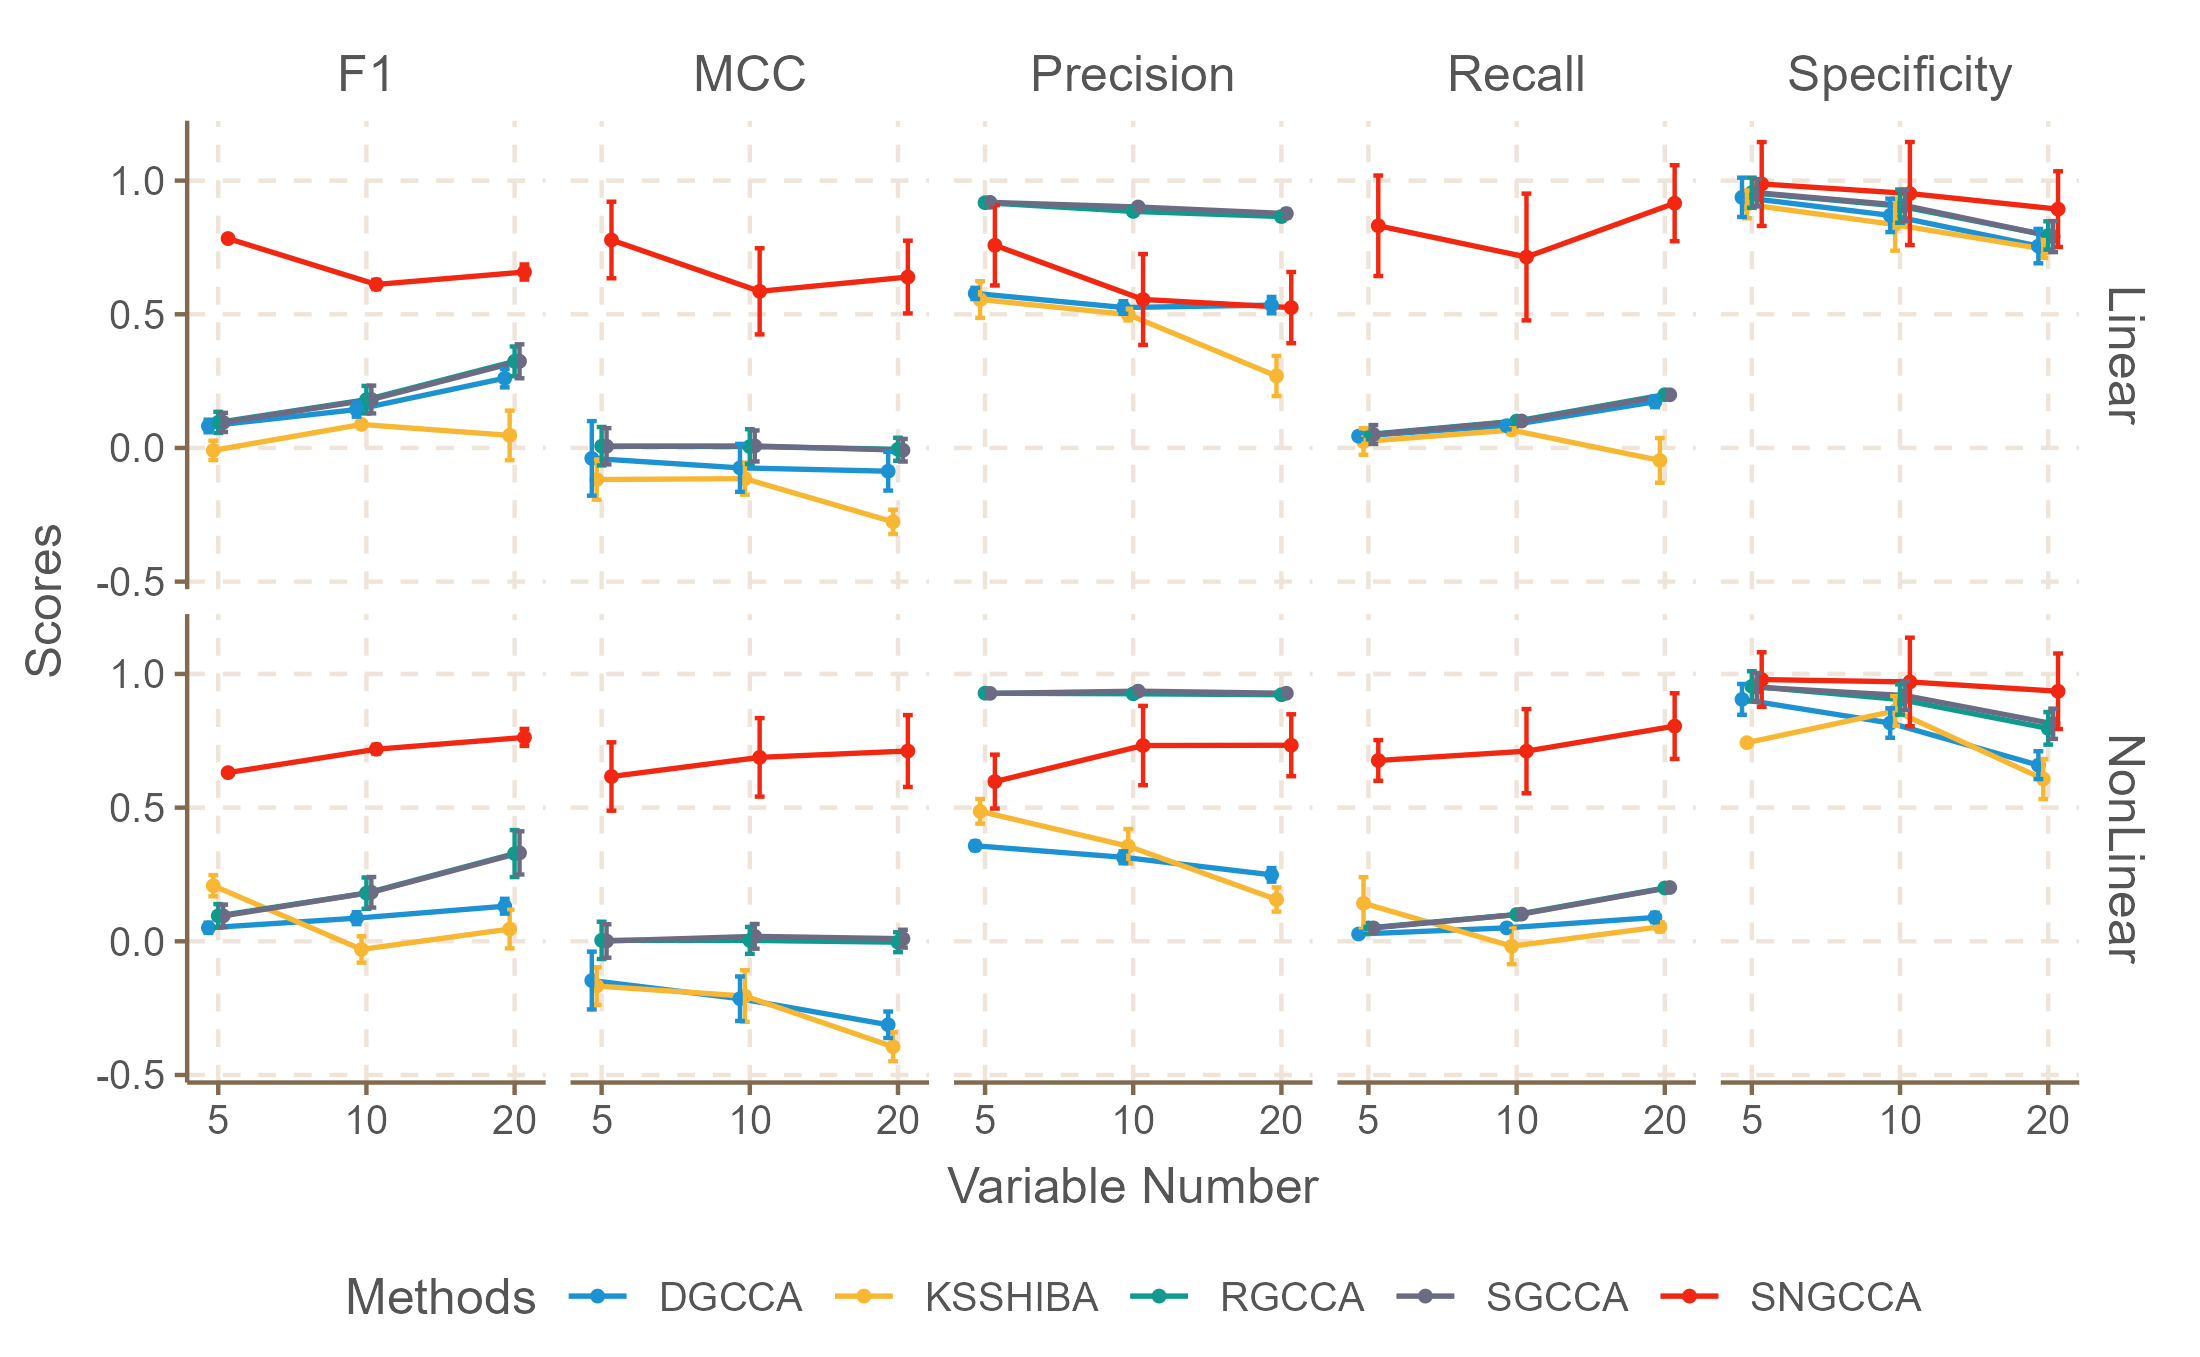 F1 MCC Precision Recall Specificity
1.0
0.5
0.0
-0.5
Linear
Scores
1.0
0.5
0.0
-0.5
NonLinear
5 10 20 5 10 20 5 10 20 5 10 20 5 10 20
Variable Number
Methods DGCCA KSSHIBA RGCCA SGCCA SNGCCA